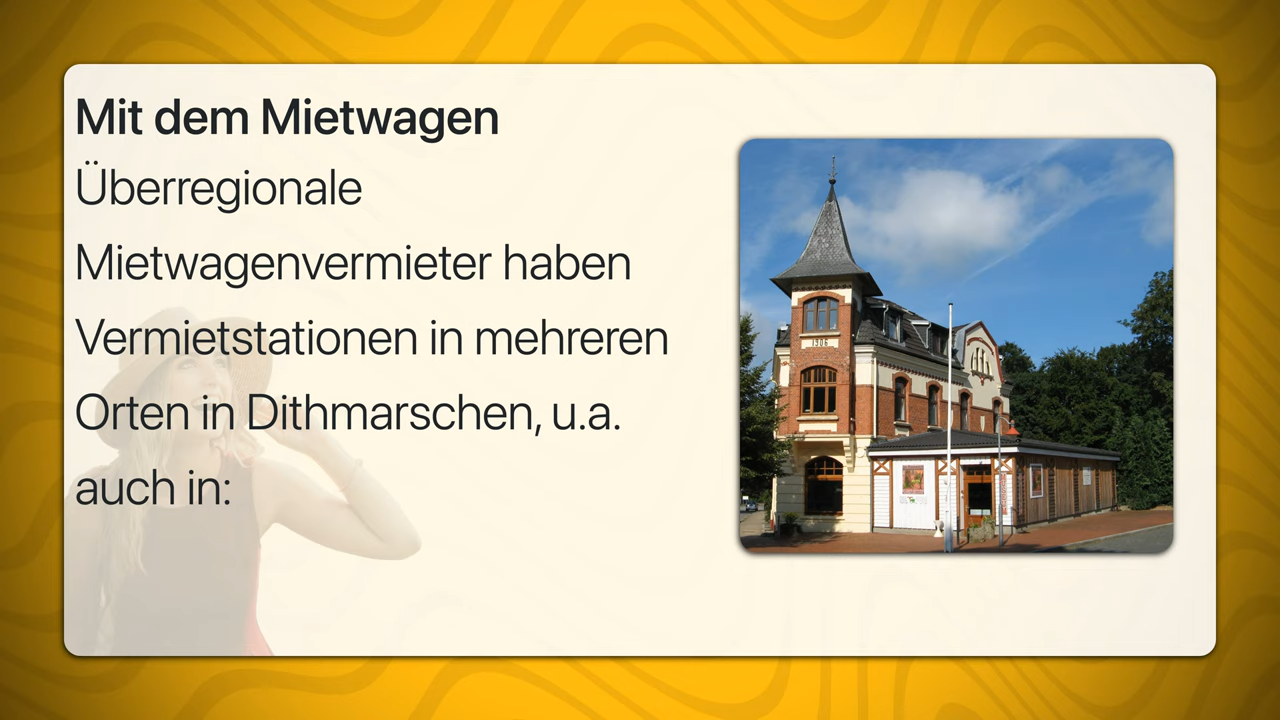 Mit dem Mietwagen
Überregionale
Mietwagenvermieter haben
Vermietstationen in mehreren
Orten in Dithmarschen, u.a.
auch in:
1906